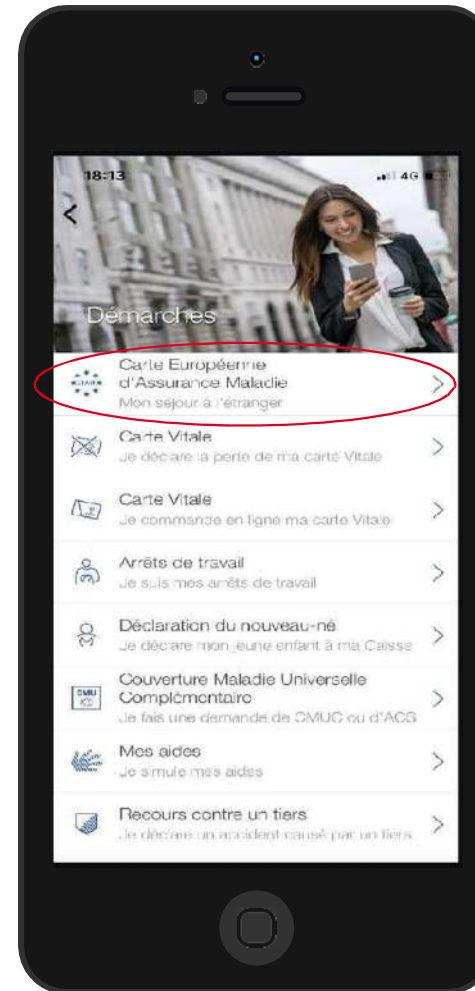 18:13
4G
Démarches
Carte Européenne
d'Assurance Maladie
Mon séjour à l'étranger
Carte Vitale
Je déclare la perte de ma carte Vitale
Carte Vitale
Je commande en ligne ma carte Vitale
Arrêts de travail
Je suis mes arrêts de travail
Déclaration du nouveau-né
Je déclare mon jeune enfant à ma Caisse
CMU
Couverture Maladie Universelle
Complémentaire
Je fais une demande de CMUC ou d'ACS
Mes aides
Je simule mes aides
Recours contre un tiers
Je déclare un accident causé par un tiers